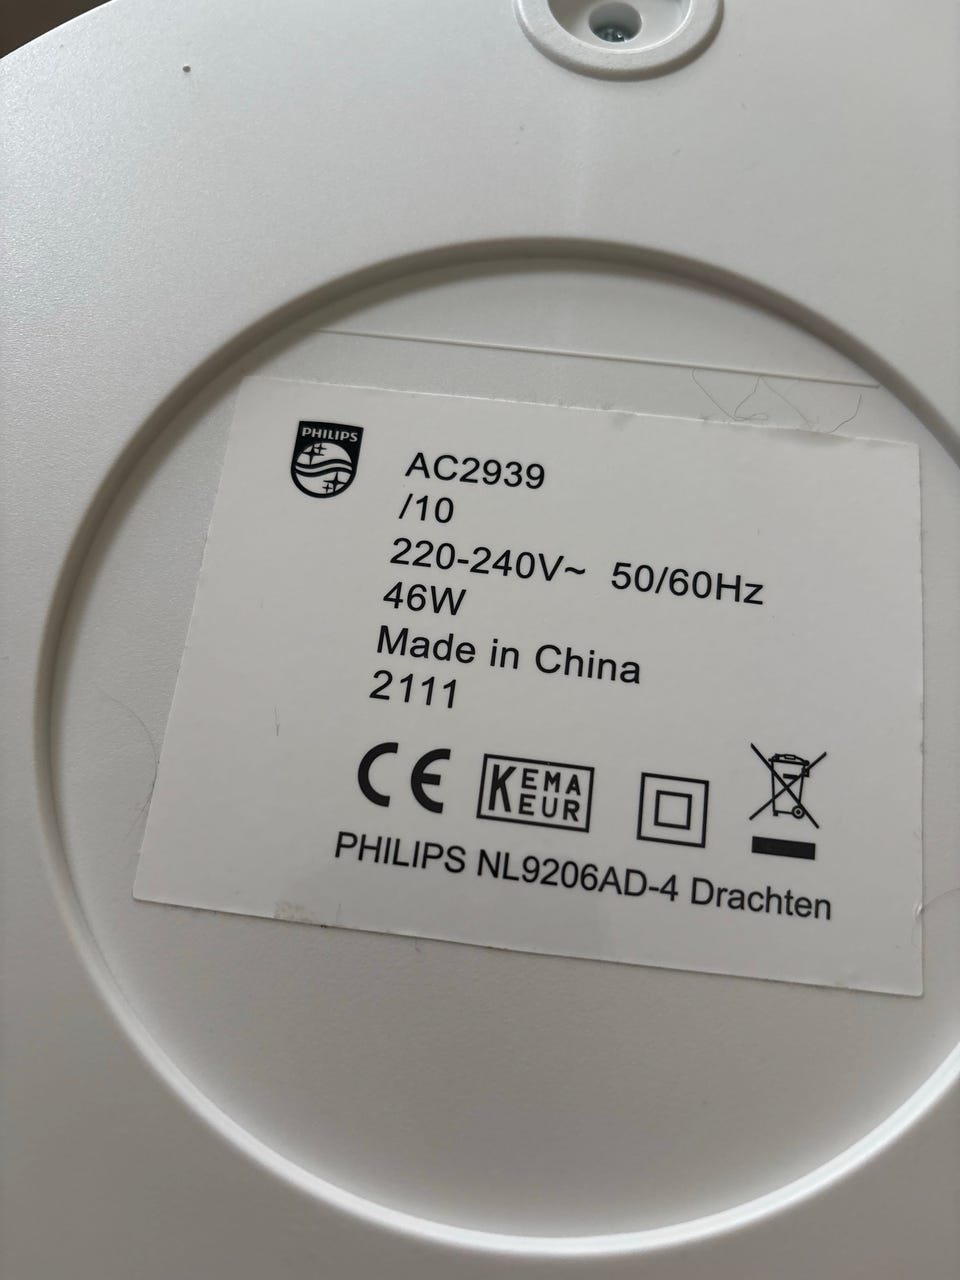 PHILIPS
AC2939
/10
220-240V~ 50/60Hz
46W
Made in China
2111
CE KEMA EUR
PHILIPS NL9206AD-4 Drachten